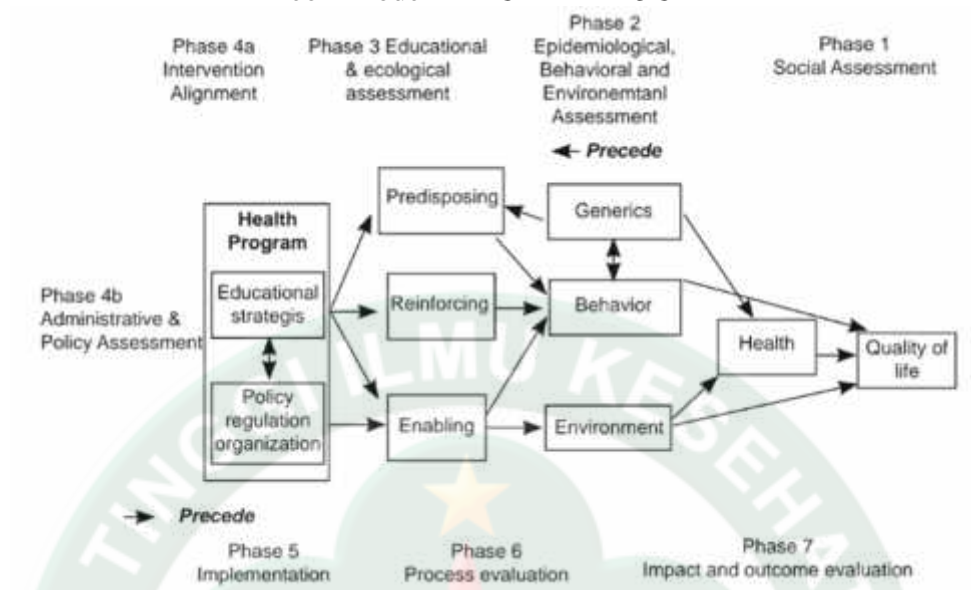 Phase 4a
Intervention
Alignment
Phase 3 Educational
& ecological
assessment
Phase 2
Epidemiological,
Behavioral and
Environemtanl
Assessment
Phase 1
Social Assessment
Precede
Predisposing
Generics
Health
Program
Educational
strategis
Reinforcing
Behavior
Phase 4b
Administrative &
Policy Assessment
Health
Quality of
life
Policy
regulation
organization
Enabling
Environment
Precede
Phase 5
Implementation
Phase 6
Process evaluation
Phase 7
Impact and outcome evaluation
TINGGI ILMU KESEHA